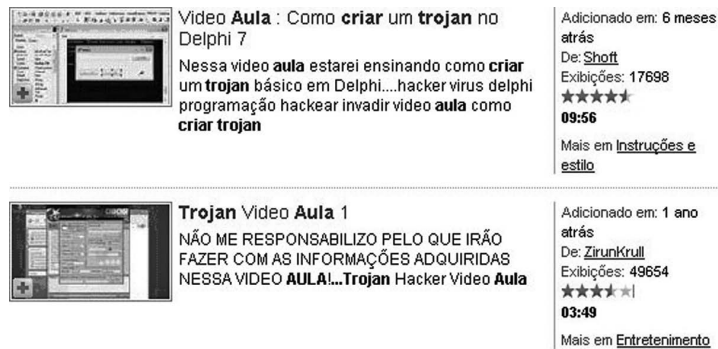 Video Aula : Como criar um trojan no
Delphi 7
Nessa video aula estarei ensinando como criar
um trojan básico em Delphi....hacker virus delphi
programação hackear invadir video aula como
criar trojan
Adicionado em: 6 meses
atrás
De: Shoft
Exibições: 17698
09:56
Mais em Instruções e
estilo
Trojan Video Aula 1
NÃO ME RESPONSABILIZO PELO QUE IRÃO
FAZER COM AS INFORMAÇÕES ADQUIRIDAS
NESSA VIDEO AULA!...Trojan Hacker Video Aula
Adicionado em: 1 ano
atrás
De: ZirunKrull
Exibições: 49654
03:49
Mais em Entretenimento